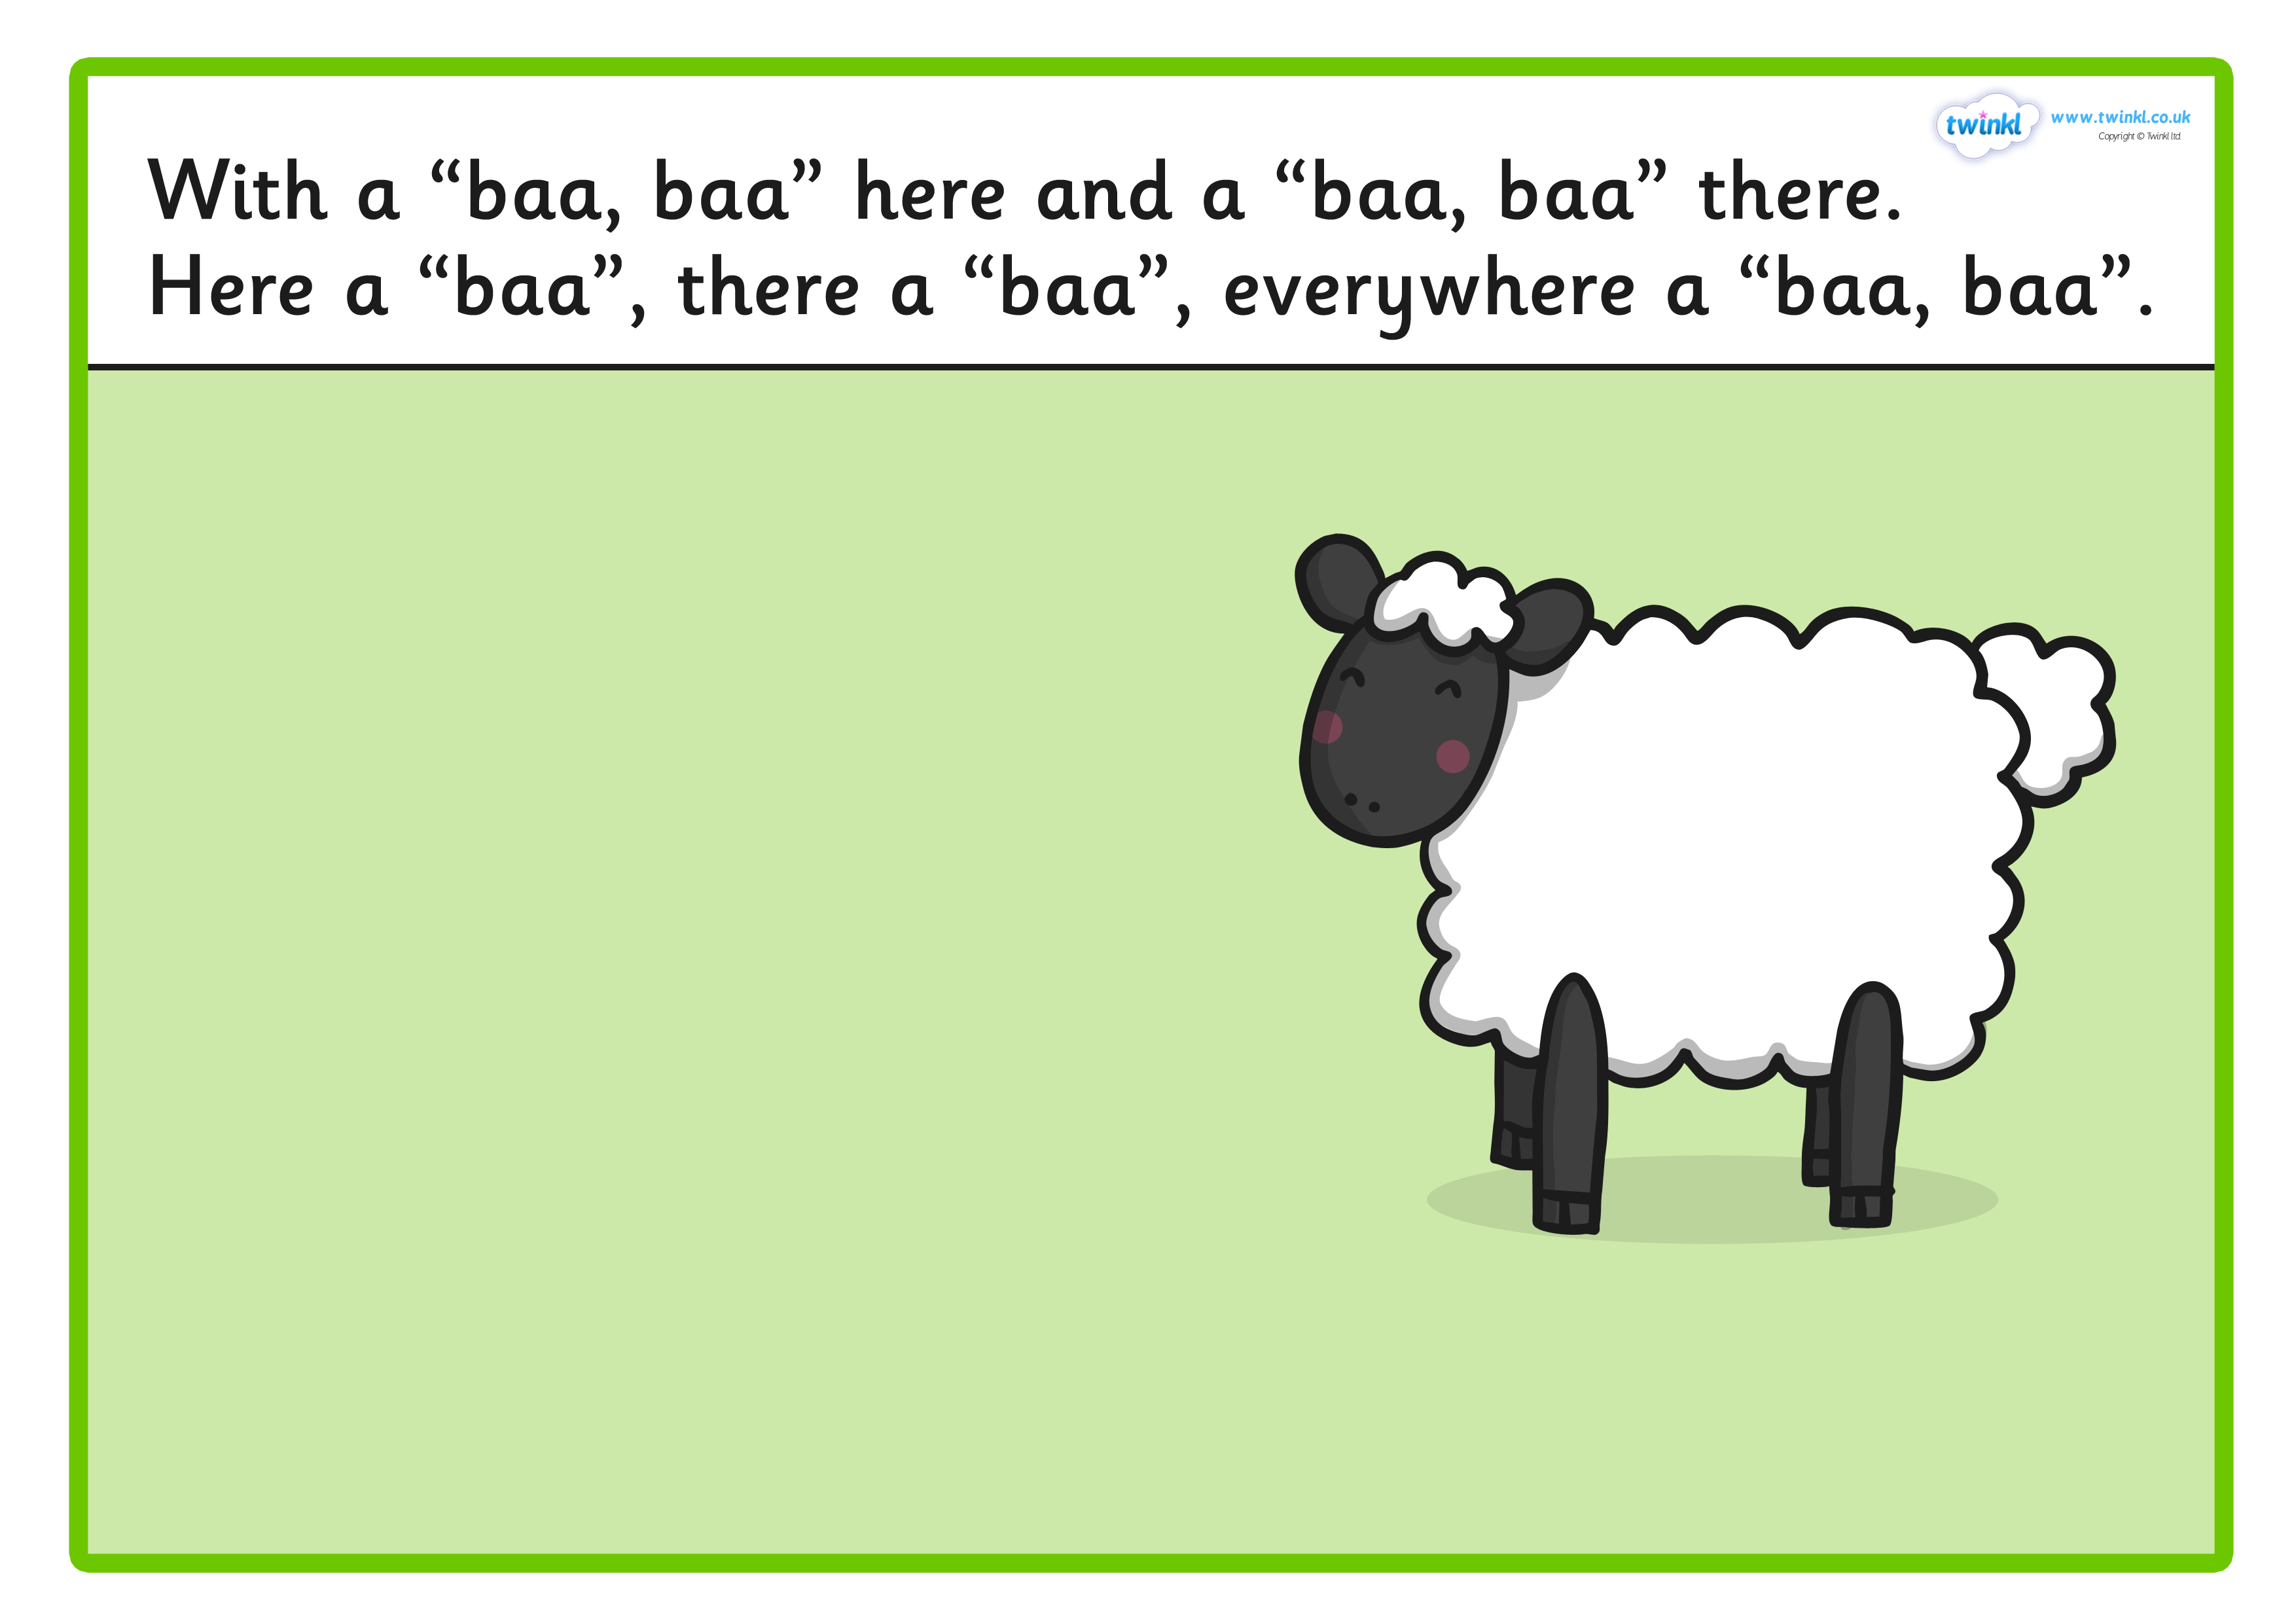 twinkl www.twinkl.co.uk
Copyright © Twinkl ltd
With a “baa, baa” here and a “baa, baa” there.
Here a “baa”, there a “baa”, everywhere a “baa, baa”.